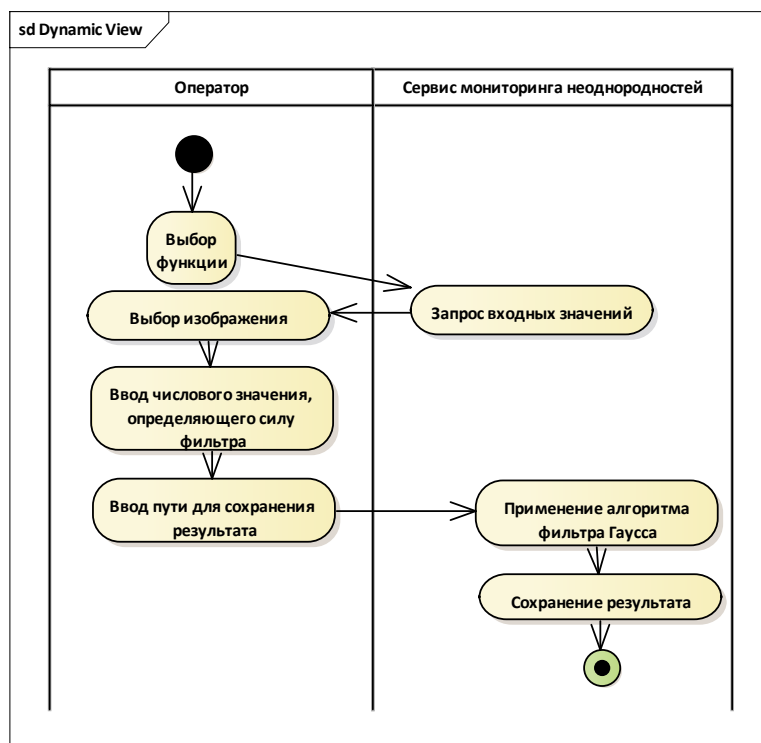 sd Dynamic View
Оператор
Сервис мониторинга неоднородностей
Выбор
функции
Запрос входных значений
Выбор изображения
Ввод числового значения,
определяющего силу
фильтра
Ввод пути для сохранения
результата
Применение алгоритма
фильтра Гаусса
Сохранение результата